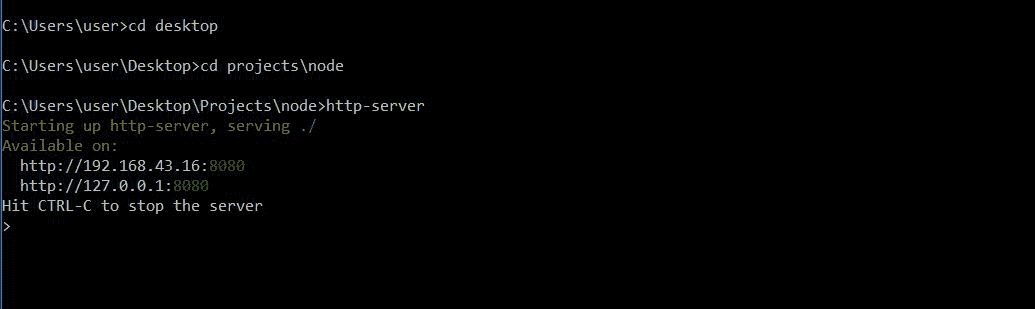 C:\Users\user>cd desktop
C:\Users\user\Desktop>cd projects\node
C:\Users\user\Desktop\Projects\node>http-server
Starting up http-server, serving ./
Available on:
  http://192.168.43.16:8080
  http://127.0.0.1:8080
Hit CTRL-C to stop the server
>